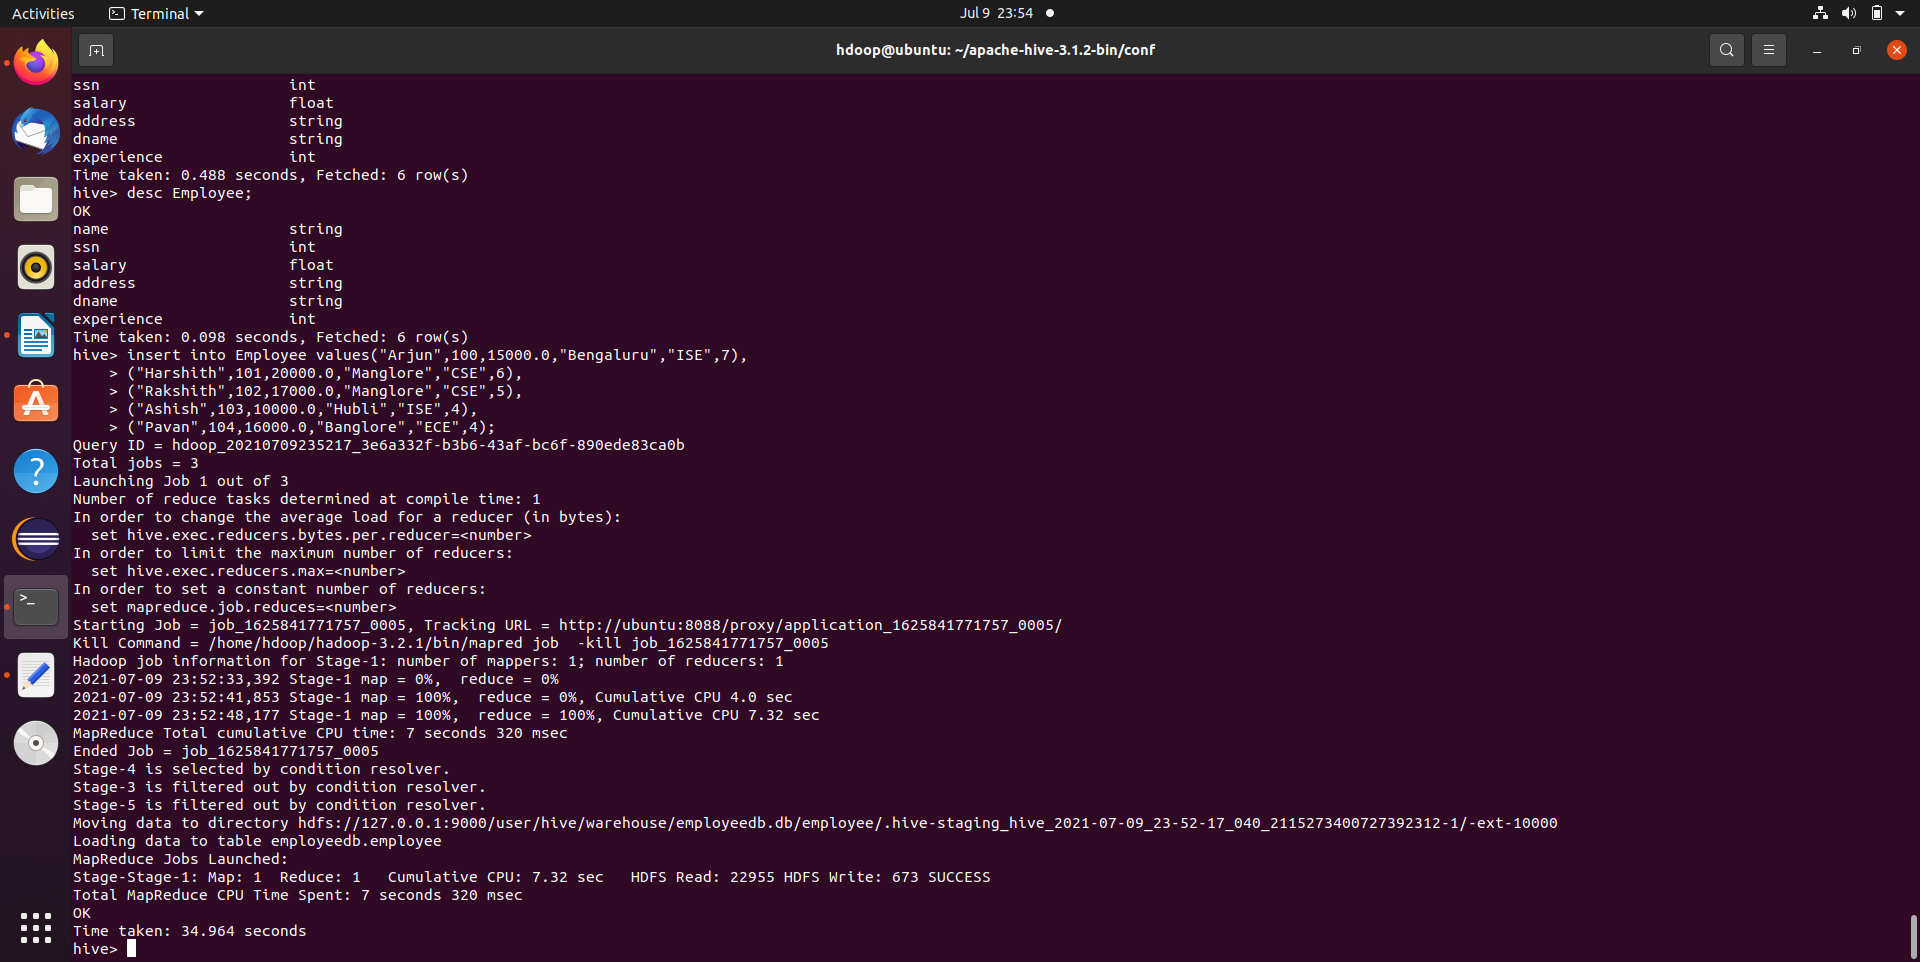 Activities
Terminal
Jul 9 23:54
hdoop@ubuntu: ~/apache-hive-3.1.2-bin/conf
ssn                     int
salary                  float
address                 string
dname                   string
experience              int
Time taken: 0.488 seconds, Fetched: 6 row(s)
hive> desc Employee;
OK
name                    string
ssn                     int
salary                  float
address                 string
dname                   string
experience              int
Time taken: 0.098 seconds, Fetched: 6 row(s)
hive> insert into Employee values("Arjun",100,15000.0,"Bengaluru","ISE",7),
    > ("Harshith",101,20000.0,"Manglore","CSE",6),
    > ("Rakshith",102,17000.0,"Manglore","CSE",5),
    > ("Ashish",103,10000.0,"Hubli","ISE",4),
    > ("Pavan",104,16000.0,"Banglore","ECE",4);
Query ID = hdoop_20210709235217_3e6a332f-b3b6-43af-bc6f-890ede83ca0b
Total jobs = 3
Launching Job 1 out of 3
Number of reduce tasks determined at compile time: 1
In order to change the average load for a reducer (in bytes):
  set hive.exec.reducers.bytes.per.reducer=<number>
In order to limit the maximum number of reducers:
  set hive.exec.reducers.max=<number>
In order to set a constant number of reducers:
  set mapreduce.job.reduces=<number>
Starting Job = job_1625841771757_0005, Tracking URL = http://ubuntu:8088/proxy/application_1625841771757_0005/
Kill Command = /home/hdoop/hadoop-3.2.1/bin/mapred job  -kill job_1625841771757_0005
Hadoop job information for Stage-1: number of mappers: 1; number of reducers: 1
2021-07-09 23:52:33,392 Stage-1 map = 0%,  reduce = 0%
2021-07-09 23:52:41,853 Stage-1 map = 100%,  reduce = 0%, Cumulative CPU 4.0 sec
2021-07-09 23:52:48,177 Stage-1 map = 100%,  reduce = 100%, Cumulative CPU 7.32 sec
MapReduce Total cumulative CPU time: 7 seconds 320 msec
Ended Job = job_1625841771757_0005
Stage-4 is selected by condition resolver.
Stage-3 is filtered out by condition resolver.
Stage-5 is filtered out by condition resolver.
Moving data to directory hdfs://127.0.0.1:9000/user/hive/warehouse/employeedb.db/employee/.hive-staging_hive_2021-07-09_23-52-17_040_2115273400727392312-1/-ext-10000
Loading data to table employeedb.employee
MapReduce Jobs Launched:
Stage-Stage-1: Map: 1  Reduce: 1   Cumulative CPU: 7.32 sec   HDFS Read: 22955 HDFS Write: 673 SUCCESS
Total MapReduce CPU Time Spent: 7 seconds 320 msec
OK
Time taken: 34.964 seconds
hive>